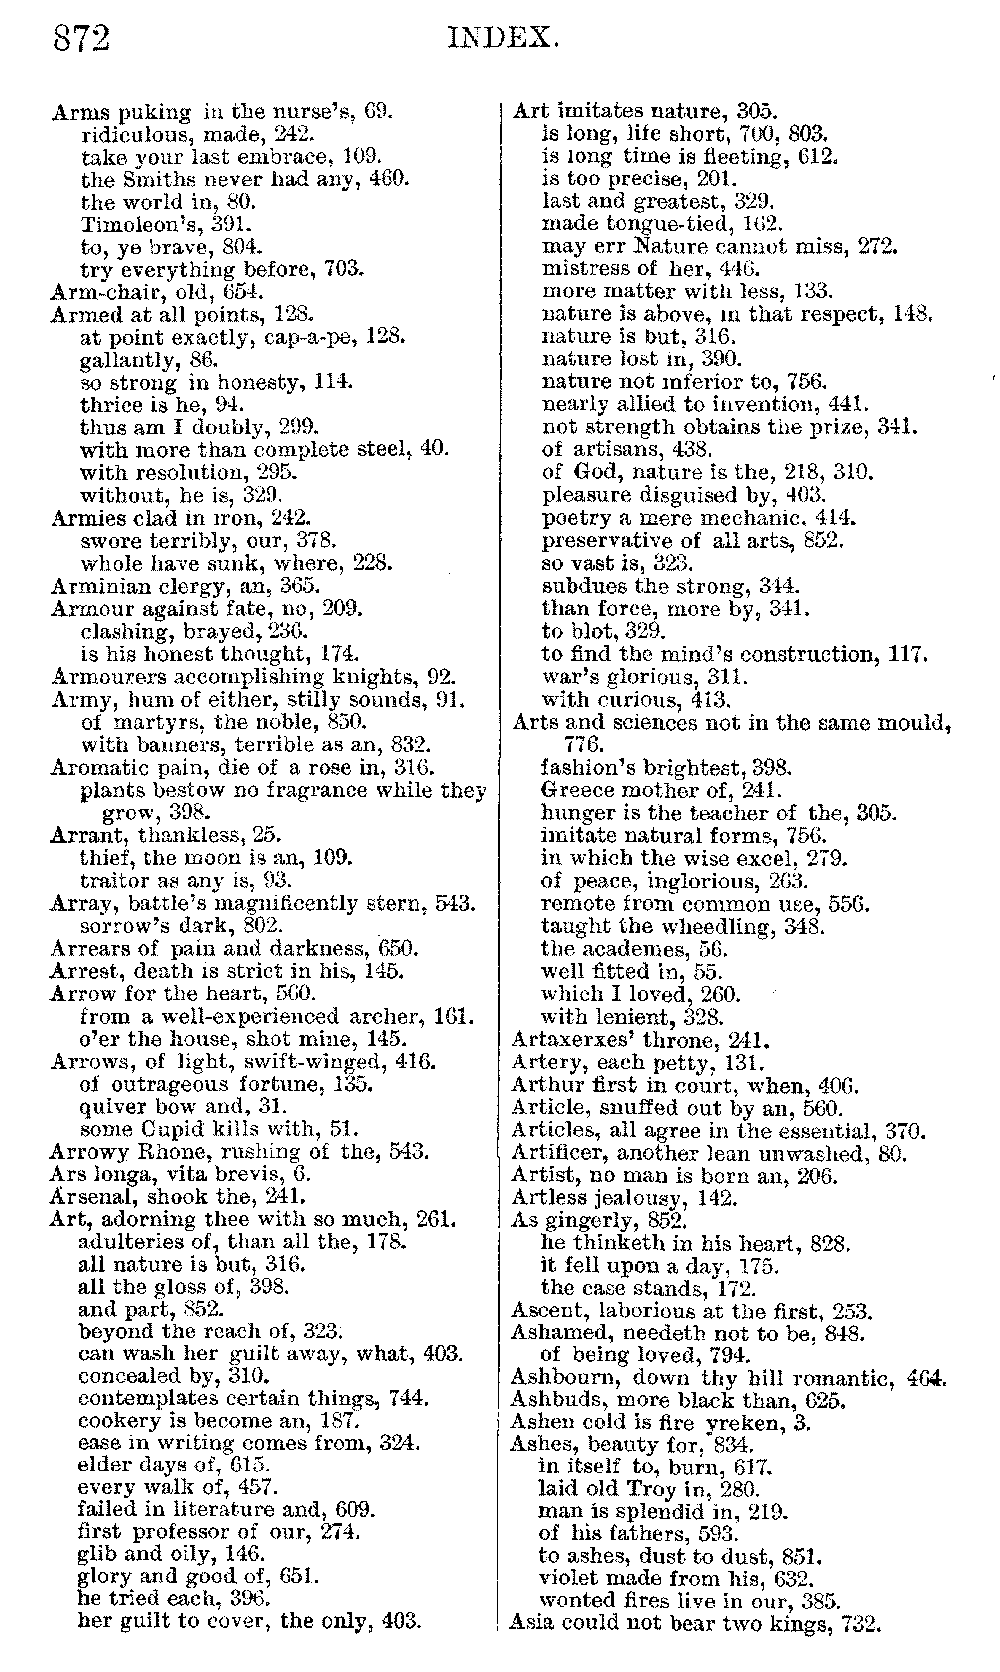 872
INDEX.
Arms puking in the nurse's, 69.
ridiculous, made, 242.
take your last embrace, 109.
the Smiths never had any, 460.
the world in, 80.
Timoleon's, 391.
to, ye brave, 804.
try everything before, 703.
Arm-chair, old, 654.
Armed at all points, 128.
at point exactly, cap-a-pe, 128.
gallantly, 86.
so strong in honesty, 114.
thrice is he, 94.
thus am I doubly, 299.
with more than complete steel, 40.
with resolution, 295.
without, he is, 329.
Armies clad in iron, 242.
swore terribly, our, 378.
whole have sunk, where, 228.
Arminian clergy, an, 365.
Armour against fate, no, 209.
clashing, brayed, 236.
is his honest thought, 174.
Armourers accomplishing knights, 92.
Army, hum of either, stilly sounds, 91.
of martyrs, the noble, 850.
with banners, terrible as an, 832.
Aromatic pain, die of a rose in, 316.
plants bestow no fragrance while they
grow, 398.
Arrant, thankless, 25.
thief, the moon is an, 109.
traitor as any is, 93.
Array, battle's magnificently stern, 543.
sorrow's dark, 802.
Arrears of pain and darkness, 650.
Arrest, death is strict in his, 145.
Arrow for the heart, 560.
from a well-experienced archer, 161.
o'er the house, shot mine, 145.
Arrows, of light, swift-winged, 416.
of outrageous fortune, 135.
quiver bow and, 31.
some Cupid kills with, 51.
Arrowy Rhone, rushing of the, 543.
Ars longa, vita brevis, 6.
Arsenal, shook the, 241.
Art, adorning thee with so much, 261.
adulteries of, than all the, 178.
all nature is but, 316.
all the gloss of, 398.
and part, 852.
beyond the reach of, 323.
can wash her guilt away, what, 403.
concealed by, 310.
contemplates certain things, 744.
cookery is become an, 187.
ease in writing comes from, 324.
elder days of, 615.
every walk of, 457.
failed in literature and, 609.
first professor of our, 274.
glib and oily, 146.
glory and good of, 651.
he tried each, 396.
her guilt to cover, the only, 403.
Art imitates nature, 305.
is long, life short, 700, 803.
is long time is fleeting, 612.
is too precise, 201.
last and greatest, 329.
made tongue-tied, 162.
may err Nature cannot miss, 272.
mistress of her, 446.
more matter with less, 133.
nature is above, in that respect, 148.
nature is but, 316.
nature lost in, 390.
nature not inferior to, 756.
nearly allied to invention, 441.
not strength obtains the prize, 341.
of artisans, 438.
of God, nature is the, 218, 310.
pleasure disguised by, 403.
poetry a mere mechanic, 414.
preservative of all arts, 852.
so vast is, 323.
subdues the strong, 344.
than force, more by, 341.
to blot, 329.
to find the mind's construction, 117.
war's glorious, 311.
with curious, 413.
Arts and sciences not in the same mould,
776.
fashion's brightest, 398.
Greece mother of, 241.
hunger is the teacher of the, 305.
imitate natural forms, 756.
in which the wise excel, 279.
of peace, inglorious, 263.
remote from common use, 556.
taught the wheedling, 348.
the academes, 56.
well fitted in, 55.
which I loved, 260.
with lenient, 328.
Artaxerxes' throne, 241.
Artery, each petty, 131.
Arthur first in court, when, 406.
Article, snuffed out by an, 560.
Articles, all agree in the essential, 370.
Artificer, another lean unwashed, 80.
Artist, no man is born an, 206.
Artless jealousy, 142.
As gingerly, 852.
he thinketh in his heart, 828.
it fell upon a day, 175.
the case stands, 172.
Ascent, laborious at the first, 253.
Ashamed, needeth not to be, 848.
of being loved, 794.
Ashbourn, down thy hill romantic, 464.
Ashbuds, more black than, 625.
Ashen cold is fire yreken, 3.
Ashes, beauty for, 834.
in itself to, burn, 617.
laid old Troy in, 280.
man is splendid in, 219.
of his fathers, 593.
to ashes, dust to dust, 851.
violet made from his, 632.
wonted fires live in our, 385.
Asia could not bear two kings, 732.